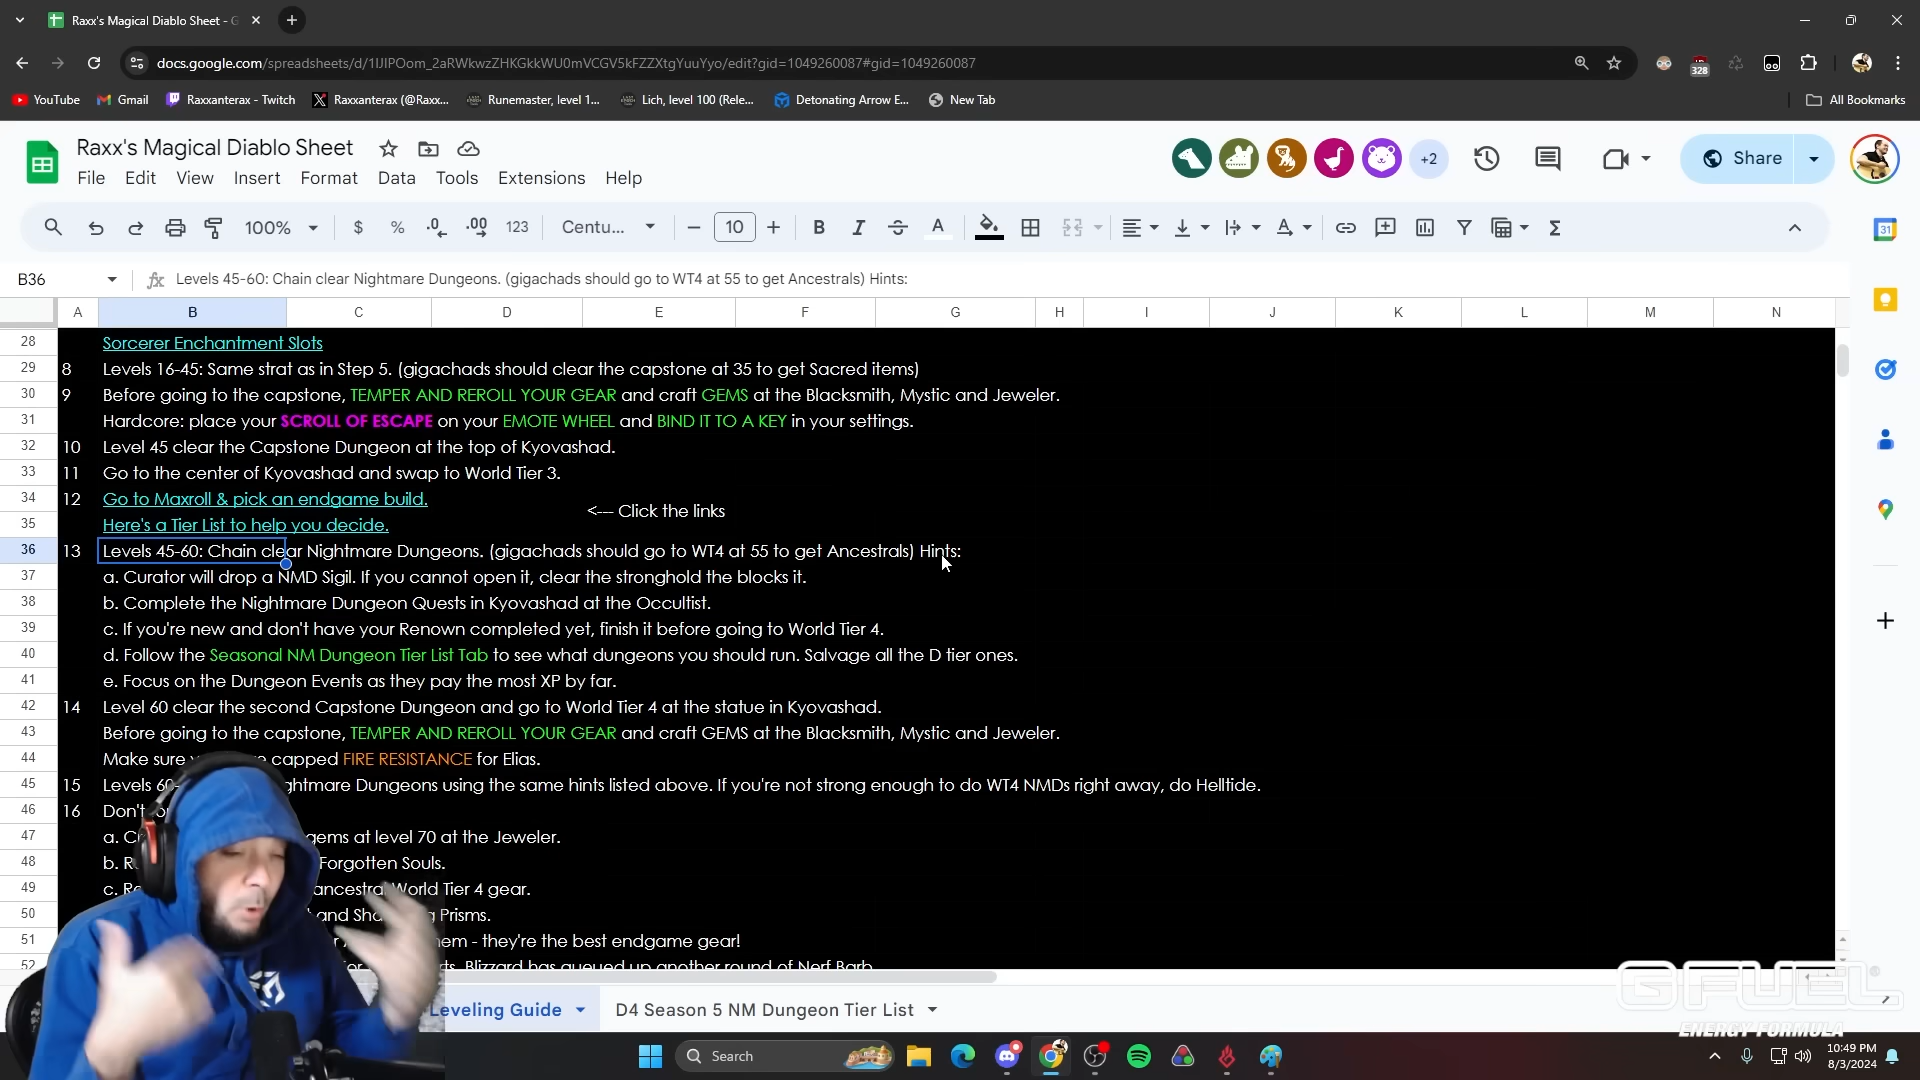 Raxx's Magical Diablo Sheet - G
docs.google.com/spreadsheets/d/1IJIPOom_2aRWkwzZHKGkkWU0mVCGV5kFZZXtgYuuYyo/edit?gid=1049260087#gid=1049260087
328
YouTube
Gmail
Raxxanterax - Twitch
Raxxanterax (@Raxx...
Runemaster, level 1...
Lich, level 100 (Rele...
Detonating Arrow E...
New Tab
All Bookmarks
Raxx's Magical Diablo Sheet
+2
Share
File Edit View Insert Format Data Tools Extensions Help
100% $ % .0 .00 123 Centu... 10 B I A
31
B36 fx Levels 45-60: Chain clear Nightmare Dungeons. (gigachads should go to WT4 at 55 to get Ancestrals) Hints:
A B C D E F G H I J K L M N
28 Sorcerer Enchantment Slots
29 8 Levels 16-45: Same strat as in Step 5. (gigachads should clear the capstone at 35 to get Sacred items)
30 9 Before going to the capstone, TEMPER AND REROLL YOUR GEAR and craft GEMS at the Blacksmith, Mystic and Jeweler.
31 Hardcore: place your SCROLL OF ESCAPE on your EMOTE WHEEL and BIND IT TO A KEY in your settings.
32 10 Level 45 clear the Capstone Dungeon at the top of Kyovashad.
33 11 Go to the center of Kyovashad and swap to World Tier 3.
34 12 Go to Maxroll & pick an endgame build.
<--- Click the links
35 Here's a Tier List to help you decide.
36 13 Levels 45-60: Chain clear Nightmare Dungeons. (gigachads should go to WT4 at 55 to get Ancestrals) Hints:
37 a. Curator will drop a NMD Sigil. If you cannot open it, clear the stronghold the blocks it.
38 b. Complete the Nightmare Dungeon Quests in Kyovashad at the Occultist.
39 c. If you're new and don't have your Renown completed yet, finish it before going to World Tier 4.
40 d. Follow the Seasonal NM Dungeon Tier List Tab to see what dungeons you should run. Salvage all the D tier ones.
41 e. Focus on the Dungeon Events as they pay the most XP by far.
42 14 Level 60 clear the second Capstone Dungeon and go to World Tier 4 at the statue in Kyovashad.
43 Before going to the capstone, TEMPER AND REROLL YOUR GEAR and craft GEMS at the Blacksmith, Mystic and Jeweler.
44 Make sure capped FIRE RESISTANCE for Elias.
45 15 Levels ghtmare Dungeons using the same hints listed above. If you're not strong enough to do WT4 NMDs right away, do Helltide.
46 16 Don't
47 a. gems at level 70 at the Jeweler.
48 b. Forgotten Souls.
49 c. ancestral World Tier 4 gear.
50 and Prisms.
51 hem - they're the best endgame gear!
52 Blizzard has queued up another round of Nerf Barb
Leveling Guide
D4 Season 5 NM Dungeon Tier List
GFUEL
ENERGY FORMULA
Search
10:49 PM
8/3/2024